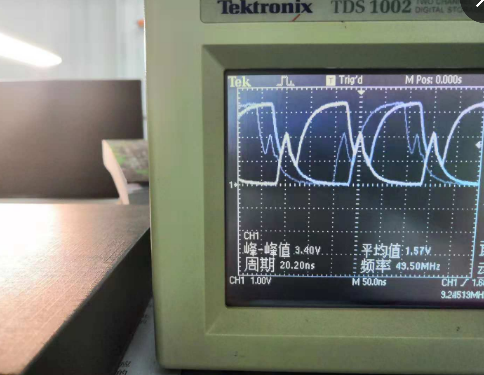 Tektronix TDS 1002
Tek Trig'd M Pos: 0.000s
1
CH1
峰-峰值 3.40V 平均值 1.57V
周期 20.20ns 频率 49.50MHz
CH1 1.00V M 50.0ns CH1